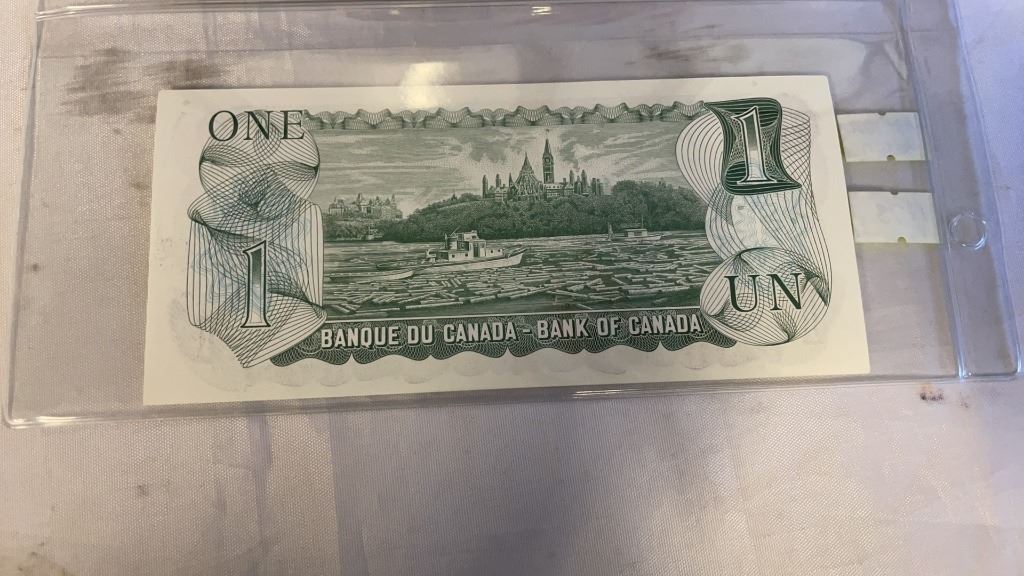 ONE
1
1
UN
BANQUE DU CANADA - BANK OF CANADA